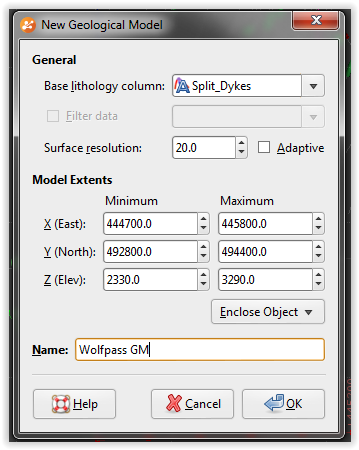 New Geological Model
General
Base lithology column: Split_Dykes
Filter data
Surface resolution: 20.0 Adaptive
Model Extents
Minimum Maximum
X (East): 444700.0 445800.0
Y (North): 492800.0 494400.0
Z (Elev): 2330.0 3290.0
Enclose Object
Name: Wolfpass GM
Help Cancel OK